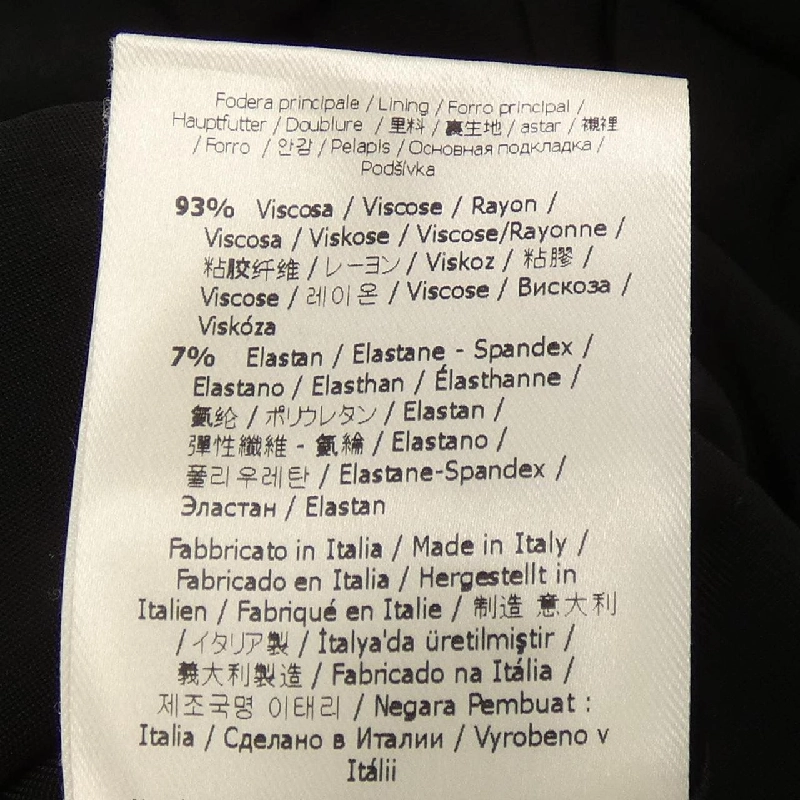 Fodera principale / Lining / Forro principal /
Hauptfutter / Doublure / 里料 / 裏生地 / astar / 襯裡
/ Forro / 안감 / Pelapis / Основная подкладка /
Podšívka
93% Viscosa / Viscose / Rayon /
Viscosa / Viskose / Viscose/Rayonne /
粘胶纤维 / レーヨン / Viskoz / 粘膠 /
Viscose / 레이온 / Viscose / Вискоза /
Viskóza
7% Elastan / Elastane - Spandex /
Elastano / Elasthan / Élasthanne /
氨纶 / ポリウレタン / Elastan /
彈性纖維 - 氨綸 / Elastano /
폴리우레탄 / Elastane-Spandex /
Эластан / Elastan
Fabbricato in Italia / Made in Italy /
Fabricado en Italia / Hergestellt in
Italien / Fabriqué en Italie / 制造 意大利
/ イタリア製 / İtalya'da üretilmiştir /
義大利製造 / Fabricado na Itália /
제조국명 이태리 / Negara Pembuat :
Italia / Сделано в Италии / Vyrobeno v
Itálii